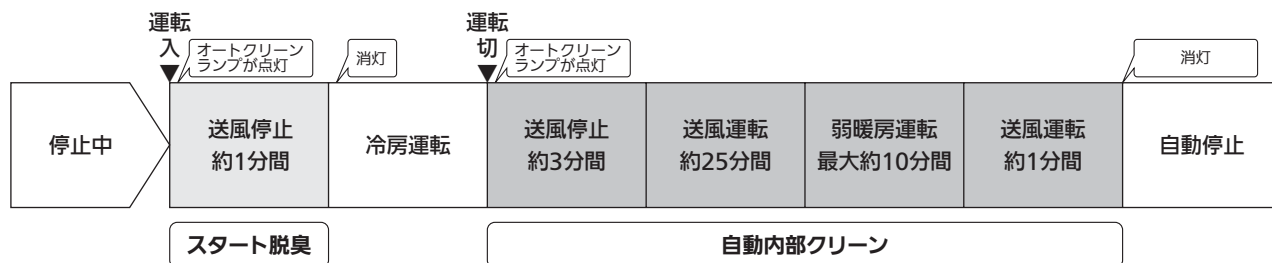 運転
入
オートクリーン
ランプが点灯
消灯
運転
切
オートクリーン
ランプが点灯
消灯
停止中
送風停止
約1分間
冷房運転
送風停止
約3分間
送風運転
約25分間
弱暖房運転
最大約10分間
送風運転
約1分間
自動停止
スタート脱臭
自動内部クリーン